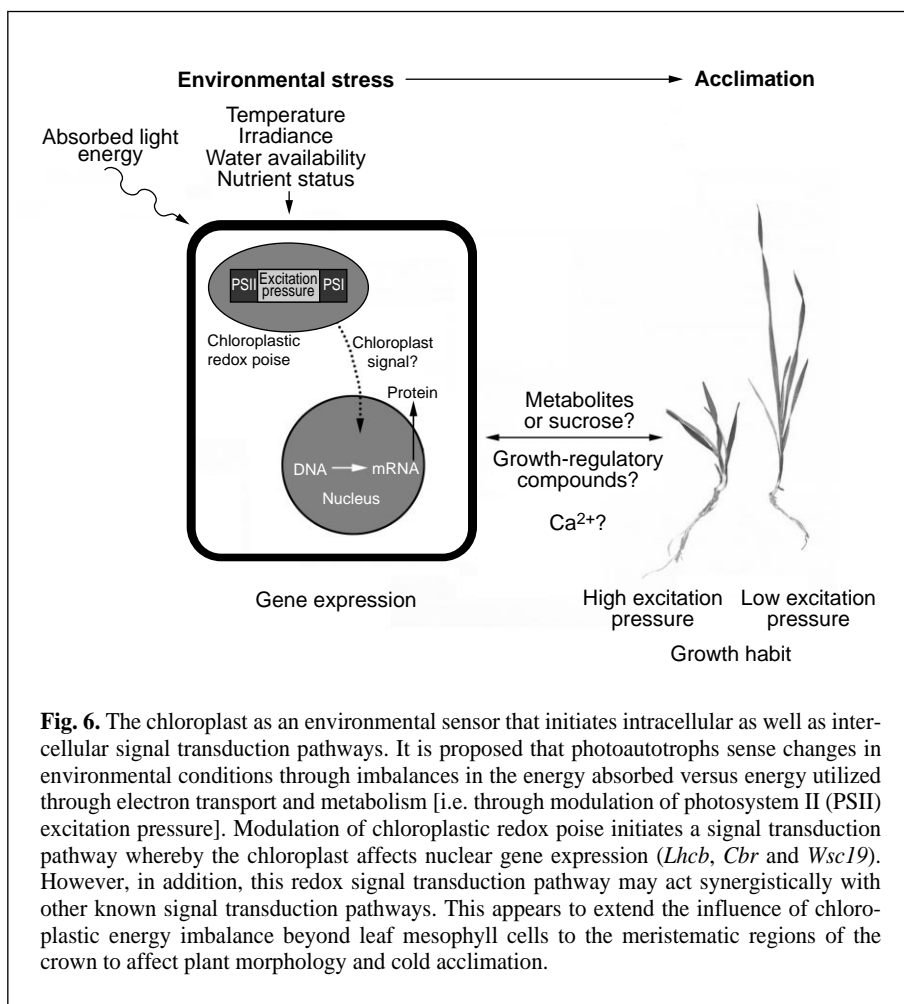 Environmental stress
Acclimation
Temperature
Irradiance
Water availability
Nutrient status
Absorbed light
energy
PSII
Excitation
pressure
PSI
Chloroplastic
redox poise
Chloroplast
signal?
Protein
DNA
mRNA
Nucleus
Metabolites
or sucrose?
Growth-regulatory
compounds?
Ca2+?
Gene expression
High excitation
pressure
Low excitation
pressure
Growth habit
Fig. 6. The chloroplast as an environmental sensor that initiates intracellular as well as inter-
cellular signal transduction pathways. It is proposed that photoautotrophs sense changes in
environmental conditions through imbalances in the energy absorbed versus energy utilized
through electron transport and metabolism [i.e. through modulation of photosystem II (PSII)
excitation pressure]. Modulation of chloroplastic redox poise initiates a signal transduction
pathway whereby the chloroplast affects nuclear gene expression (Lhcb, Cbr and Wsc19).
However, in addition, this redox signal transduction pathway may act synergistically with
other known signal transduction pathways. This appears to extend the influence of chloro-
plastic energy imbalance beyond leaf mesophyll cells to the meristematic regions of the
crown to affect plant morphology and cold acclimation.